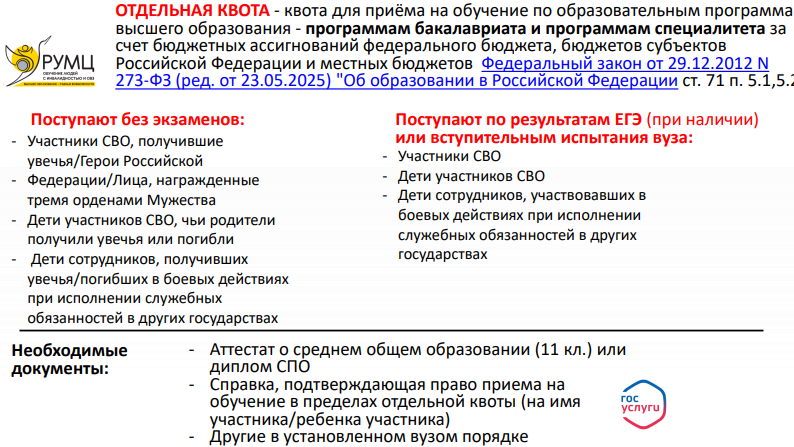 ОТДЕЛЬНАЯ КВОТА - квота для приёма на обучение по образовательным программа
высшего образования - программам бакалавриата и программам специалитета за
счет бюджетных ассигнований федерального бюджета, бюджетов субъектов
Российской Федерации и местных бюджетов Федеральный закон от 29.12.2012 N
273-ФЗ (ред. от 23.05.2025) "Об образовании в Российской Федерации ст. 71 п. 5.1,5.2
РУМЦ
ОБУЧЕНИЕ ЛЮДЕЙ
С ИНВАЛИДНОСТЬЮ И ОВЗ
Поступают без экзаменов:
- Участники СВО, получившие
увечья/Герои Российской
- Федерации/Лица, награжденные
тремя орденами Мужества
- Дети участников СВО, чьи родители
получили увечья или погибли
- Дети сотрудников, получивших
увечья/погибших в боевых действиях
при исполнении служебных
обязанностей в других государствах
Поступают по результатам ЕГЭ (при наличии)
или вступительным испытания вуза:
- Участники СВО
- Дети участников СВО
- Дети сотрудников, участвовавших в
боевых действиях при исполнении
служебных обязанностей в других
государствах
Необходимые
документы:
- Аттестат о среднем общем образовании (11 кл.) или
диплом СПО
- Справка, подтверждающая право приема на
обучение в пределах отдельной квоты (на имя
участника/ребенка участника)
- Другие в установленном вузом порядке
гос
услуги